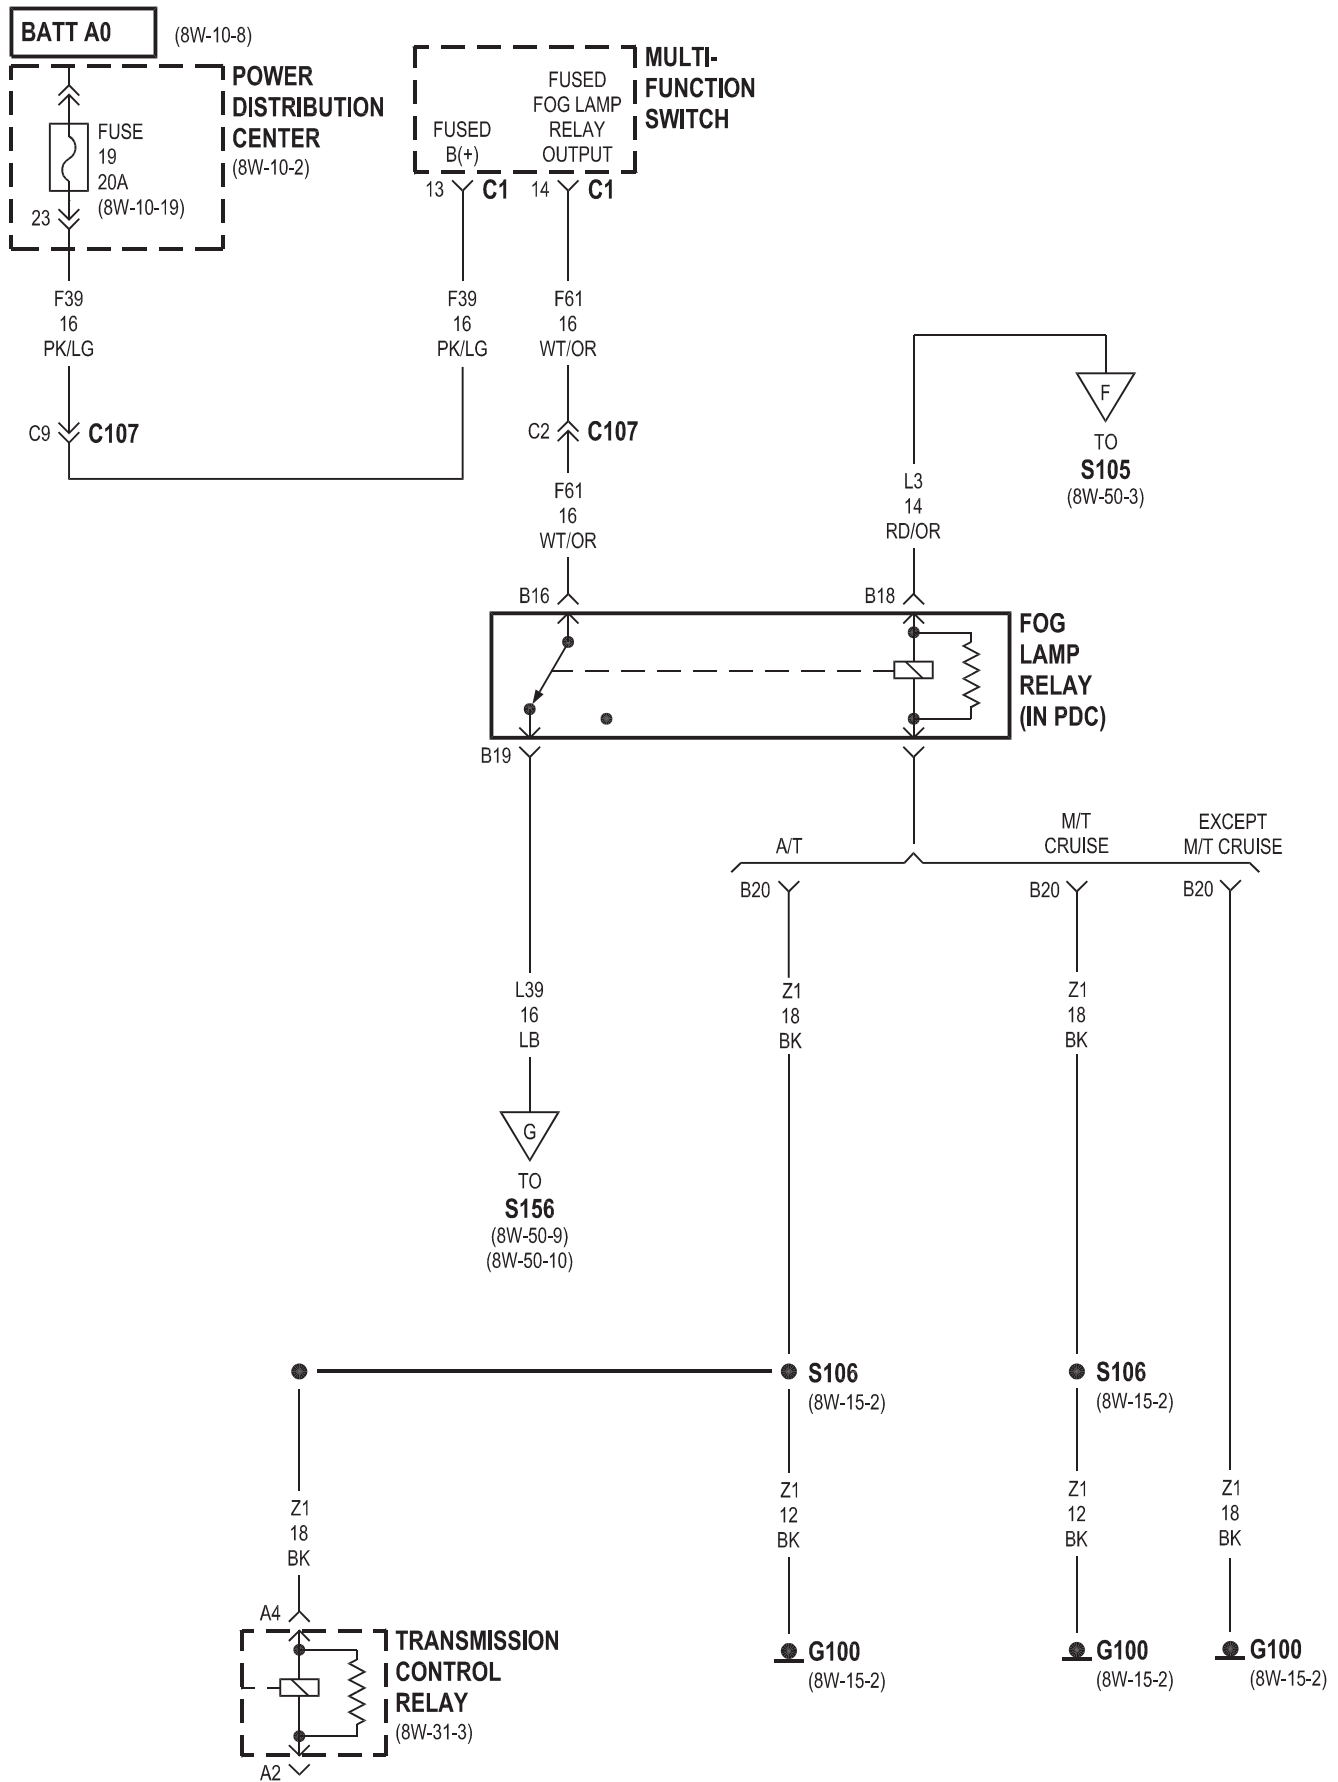 BATT A0
(8W-10-8)
POWER
DISTRIBUTION
CENTER
(8W-10-2)
FUSE
19
20A
(8W-10-19)
23
MULTI-
FUNCTION
SWITCH
FUSED
B(+)
FUSED
FOG LAMP
RELAY
OUTPUT
13
C1
14
C1
F39
16
PK/LG
F39
16
PK/LG
F61
16
WT/OR
C9
C107
C2
C107
F61
16
WT/OR
F
TO
S105
(8W-50-3)
L3
14
RD/OR
B16
B18
FOG
LAMP
RELAY
(IN PDC)
B19
A/T
M/T
CRUISE
EXCEPT
M/T CRUISE
B20
B20
B20
L39
16
LB
Z1
18
BK
Z1
18
BK
G
TO
S156
(8W-50-9)
(8W-50-10)
S106
(8W-15-2)
S106
(8W-15-2)
Z1
18
BK
Z1
12
BK
Z1
12
BK
Z1
18
BK
A4
TRANSMISSION
CONTROL
RELAY
(8W-31-3)
A2
G100
(8W-15-2)
G100
(8W-15-2)
G100
(8W-15-2)